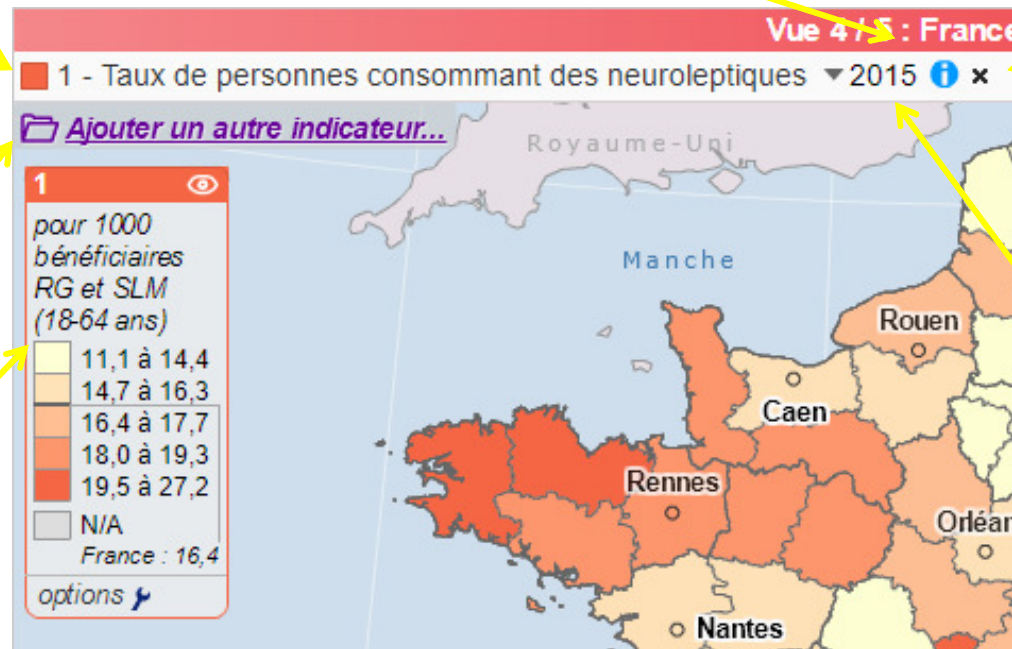 Vue 4 / 5 : France
1 - Taux de personnes consommant des neuroleptiques 2015 i ×
Ajouter un autre indicateur...
Royaume-Uni
1
pour 1000
bénéficiaires
RG et SLM
(18-64 ans)
11,1 à 14,4
14,7 à 16,3
16,4 à 17,7
18,0 à 19,3
19,5 à 27,2
N/A
France : 16,4
options
Manche
Rouen
Caen
Rennes
Orléan
Nantes